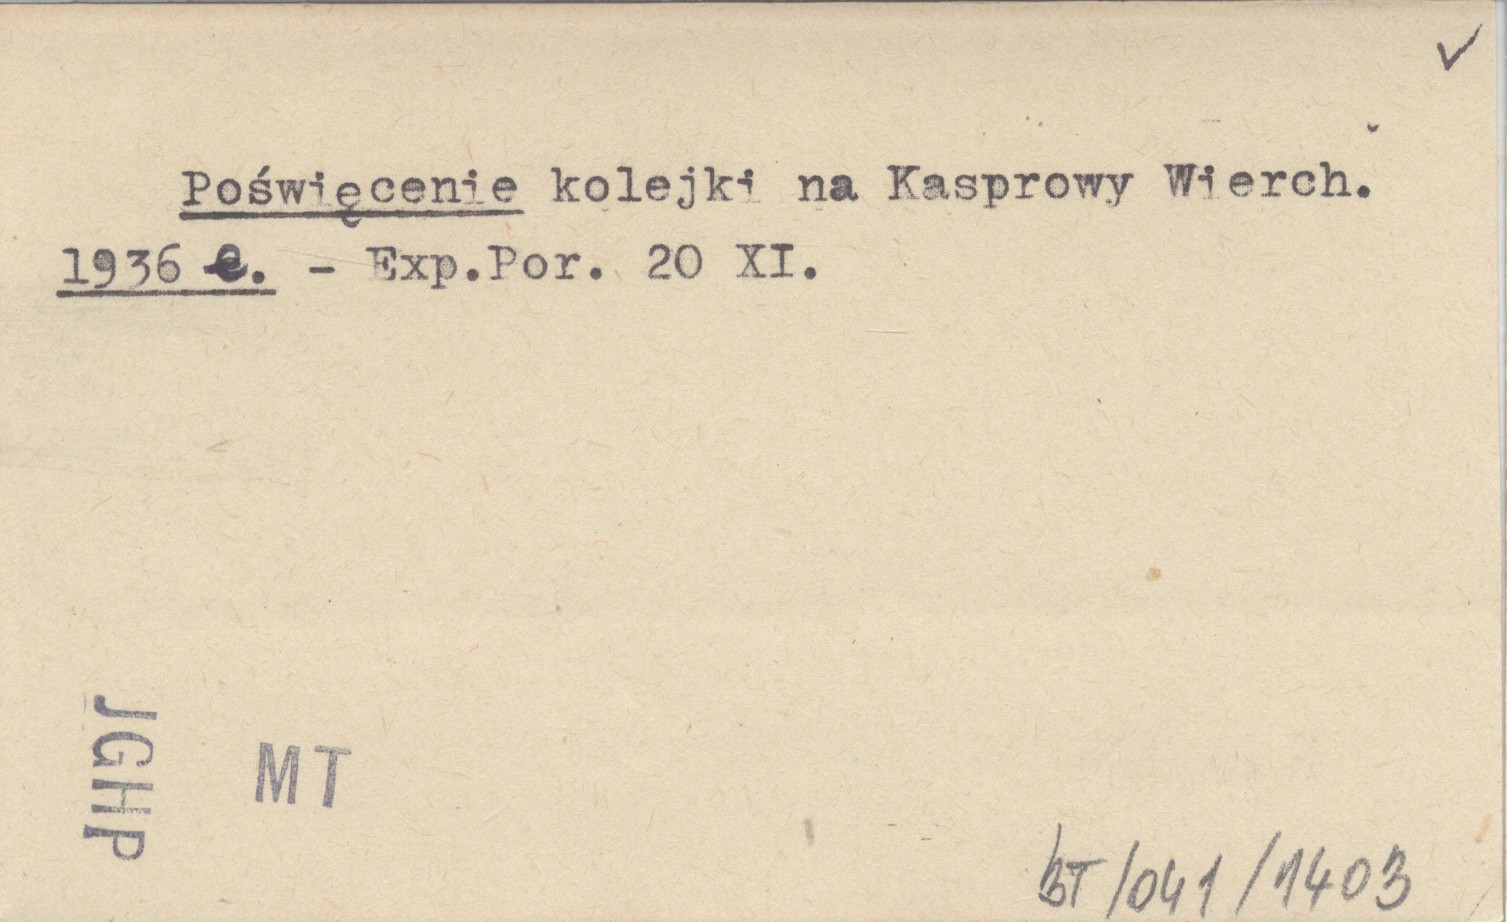 Poświęcenie kolejki na Kasprowy Wierch.
1936 e. - Exp.Por. 20 XI.
JGHP
MT
BT/041/1403